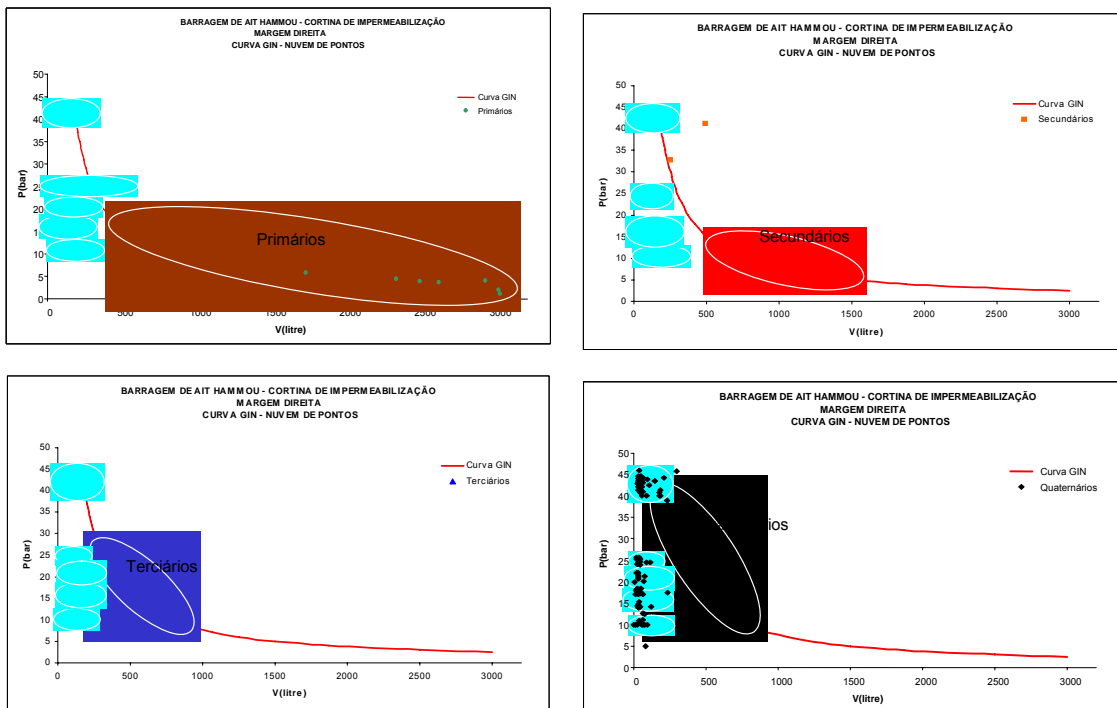 BARRAGEM DE AIT HAMMOU - CORTINA DE IMPERMEABILIZAÇÃO
MARGEM DIREITA
CURVA GIN - NUVEM DE PONTOS
50
45
40
35
30
25
20
15
10
5
0
P(bar)
Curva GIN
Primários
Primários
0
500
1000
1500
2000
2500
3000
V(litre)
BARRAGEM DE AIT HAMMOU - CORTINA DE IMPERMEABILIZAÇÃO
MARGEM DIREITA
CURVA GIN - NUVEM DE PONTOS
50
45
40
35
30
25
20
15
10
5
0
P(bar)
Curva GIN
Secundários
Secundários
0
500
1000
1500
2000
2500
3000
V(litre)
BARRAGEM DE AIT HAMMOU - CORTINA DE IMPERMEABILIZAÇÃO
MARGEM DIREITA
CURVA GIN - NUVEM DE PONTOS
50
45
40
35
30
25
20
15
10
5
0
P(bar)
Curva GIN
Terciários
Terciários
0
500
1000
1500
2000
2500
3000
V(litre)
BARRAGEM DE AIT HAMMOU - CORTINA DE IMPERMEABILIZAÇÃO
MARGEM DIREITA
CURVA GIN - NUVEM DE PONTOS
50
45
40
35
30
25
20
15
10
5
0
P(bar)
Curva GIN
Quaternários
0
500
1000
1500
2000
2500
3000
V(litre)